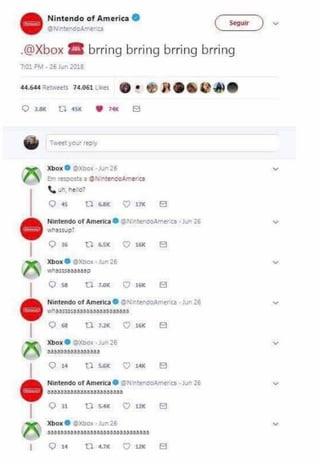 Nintendo of America
@NintendoAmerica
Seguir
.@Xbox ☎️ brring brring brring brring
7:01 PM - 26 Jun 2018
44.644 Retweets 74.061 Likes
3.8K 45K 74K
Tweet your reply
Xbox @Xbox · Jun 26
Em resposta a @NintendoAmerica
📞 uh, hello?
45 6.8K 17K
Nintendo of America @NintendoAmerica · Jun 26
whassup?
36 6.5K 16K
Xbox @Xbox · Jun 26
whasssaaaaaap
58 7.0K 16K
Nintendo of America @NintendoAmerica · Jun 26
68 7.2K 16K
Xbox @Xbox · Jun 26
14 5.6K 14K
Nintendo of America @NintendoAmerica · Jun 26
31 5.4K 12K
Xbox @Xbox · Jun 26
14 4.7K 12K